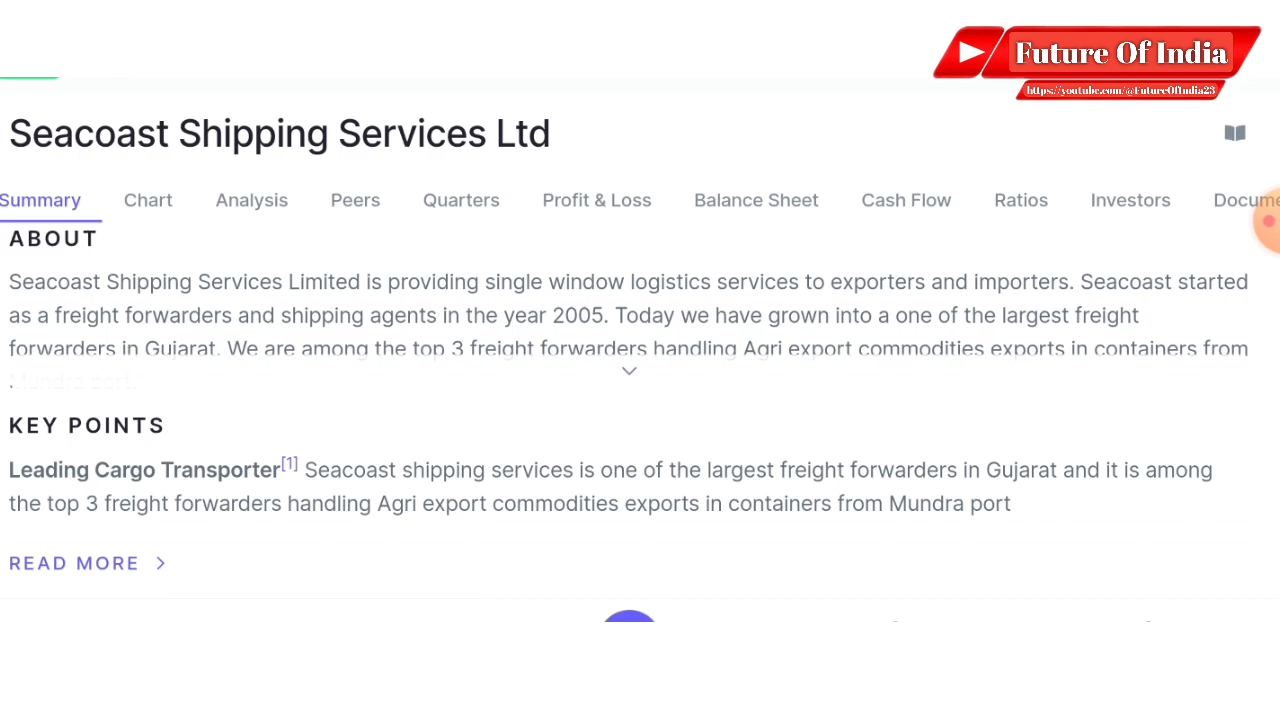 Future Of India
https://youtube.com/@FutureOfIndia23
Seacoast Shipping Services Ltd
Summary Chart Analysis Peers Quarters Profit & Loss Balance Sheet Cash Flow Ratios Investors Docume
ABOUT
Seacoast Shipping Services Limited is providing single window logistics services to exporters and importers. Seacoast started
as a freight forwarders and shipping agents in the year 2005. Today we have grown into a one of the largest freight
forwarders in Gujarat. We are among the top 3 freight forwarders handling Agri export commodities exports in containers from
Mundra port.
KEY POINTS
Leading Cargo Transporter[1] Seacoast shipping services is one of the largest freight forwarders in Gujarat and it is among
the top 3 freight forwarders handling Agri export commodities exports in containers from Mundra port
READ MORE